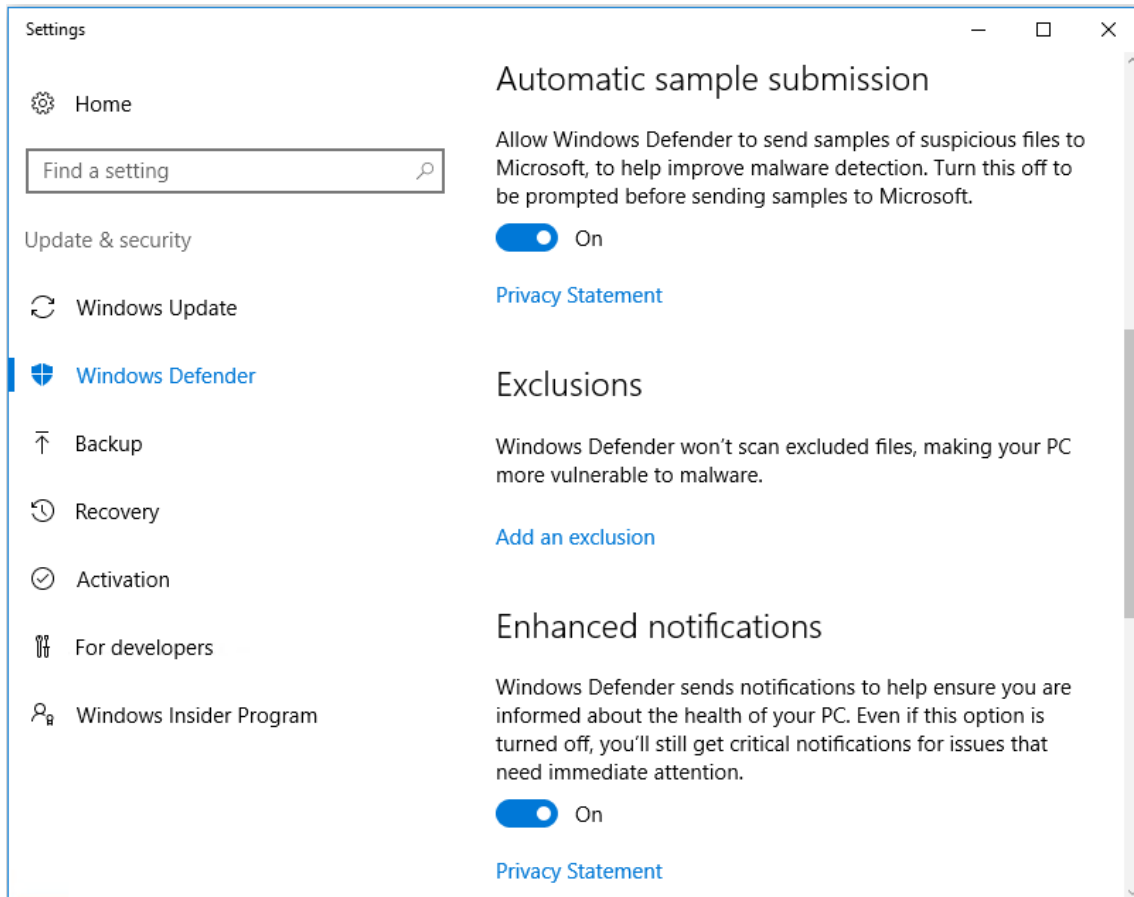 Settings
Home
Find a setting
Update & security
Windows Update
Windows Defender
Backup
Recovery
Activation
For developers
Windows Insider Program
Automatic sample submission
Allow Windows Defender to send samples of suspicious files to
Microsoft, to help improve malware detection. Turn this off to
be prompted before sending samples to Microsoft.
On
Privacy Statement
Exclusions
Windows Defender won't scan excluded files, making your PC
more vulnerable to malware.
Add an exclusion
Enhanced notifications
Windows Defender sends notifications to help ensure you are
informed about the health of your PC. Even if this option is
turned off, you'll still get critical notifications for issues that
need immediate attention.
On
Privacy Statement